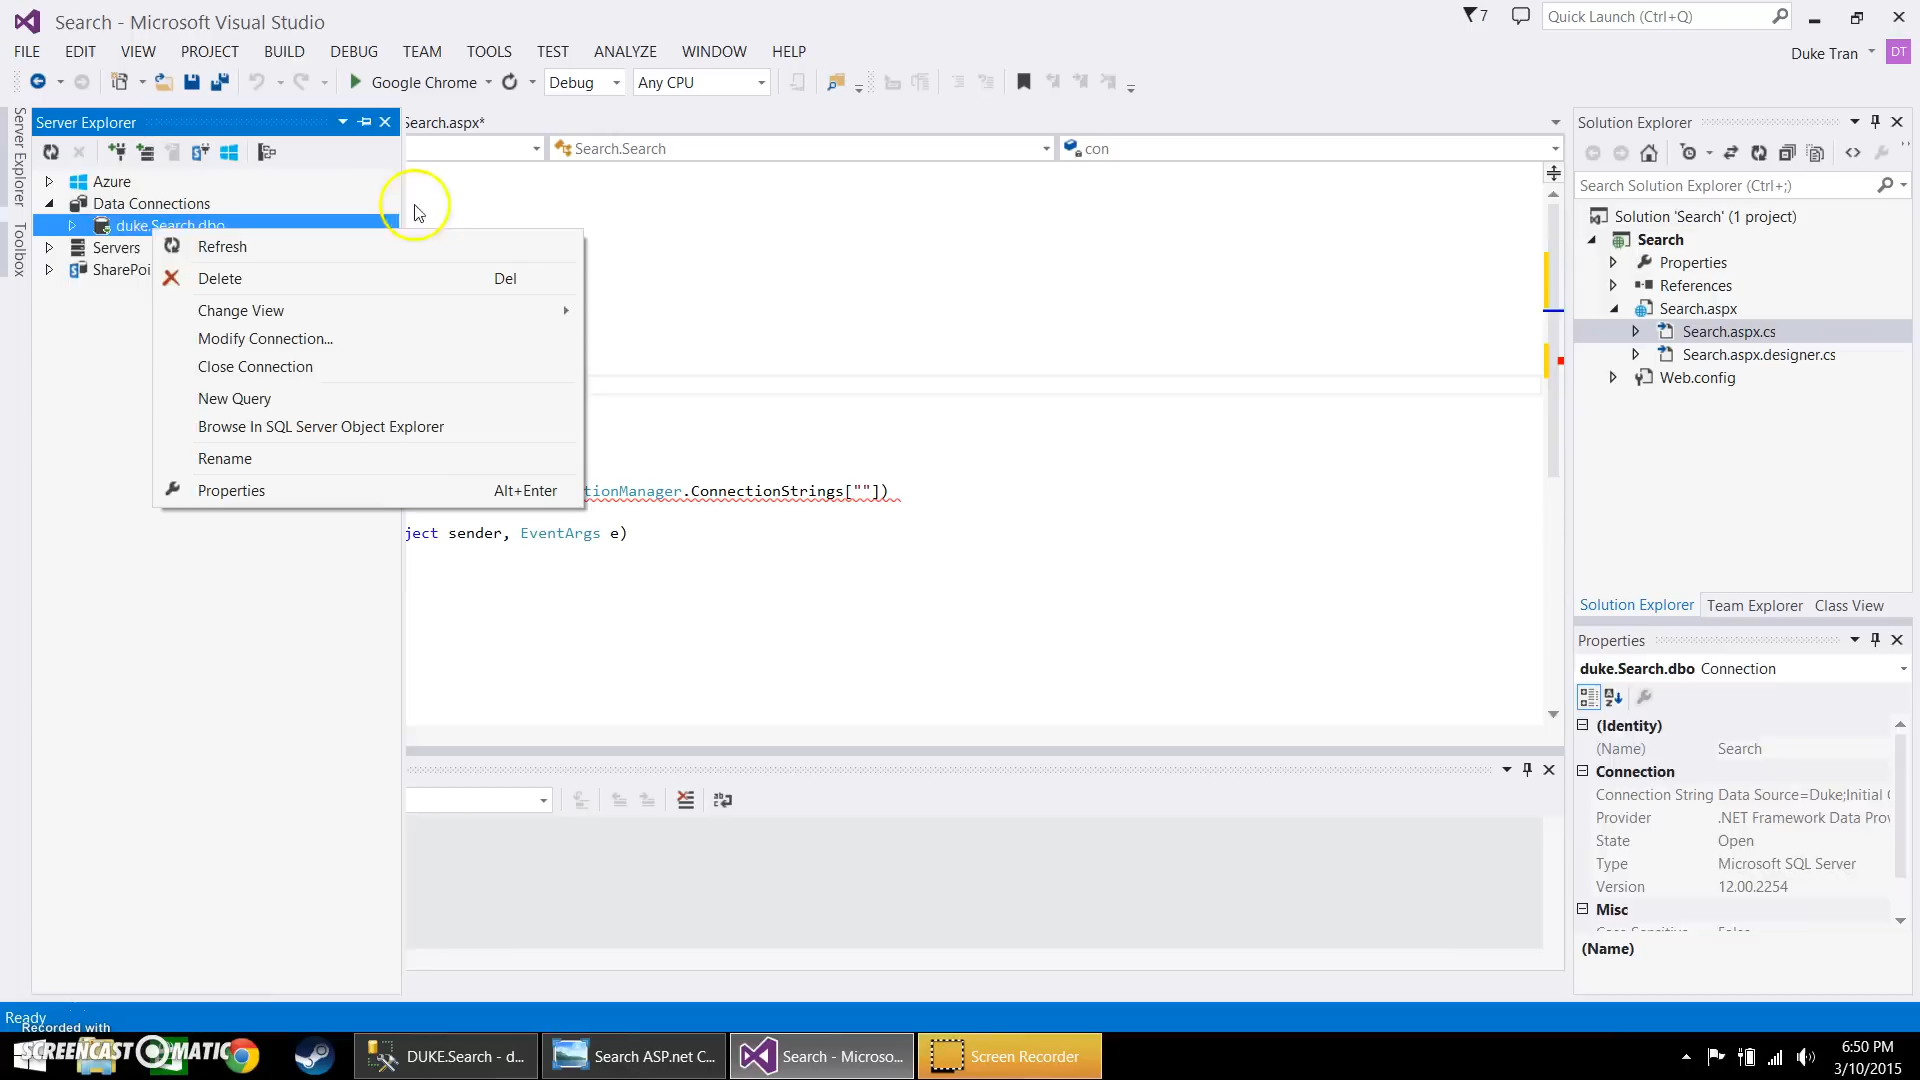 Search - Microsoft Visual Studio
7
Quick Launch (Ctrl+Q)
FILE EDIT VIEW PROJECT BUILD DEBUG TEAM TOOLS TEST ANALYZE WINDOW HELP
Duke Tran DT
Google Chrome Debug Any CPU
Server Explorer
Toolbox
Server Explorer
Azure
Data Connections
duke.Search.dbo
Servers
SharePoi
Refresh
Delete Del
Change View
Modify Connection...
Close Connection
New Query
Browse In SQL Server Object Explorer
Rename
Properties Alt+Enter
Search.aspx*
Search.Search
con
tionManager.ConnectionStrings[""])
ject sender, EventArgs e)
Solution Explorer
Search Solution Explorer (Ctrl+;)
Solution 'Search' (1 project)
Search
Properties
References
Search.aspx
Search.aspx.cs
Search.aspx.designer.cs
Web.config
Solution Explorer Team Explorer Class View
Properties
duke.Search.dbo Connection
(Identity)
(Name) Search
Connection
Connection String Data Source=Duke;Initial
Provider .NET Framework Data Prov
State Open
Type Microsoft SQL Server
Version 12.00.2254
Misc
(Name)
Ready
Recorded with
SCREENCAST-O-MATIC
DUKE.Search - d...
Search ASP.net C...
Search - Microso...
Screen Recorder
6:50 PM
3/10/2015